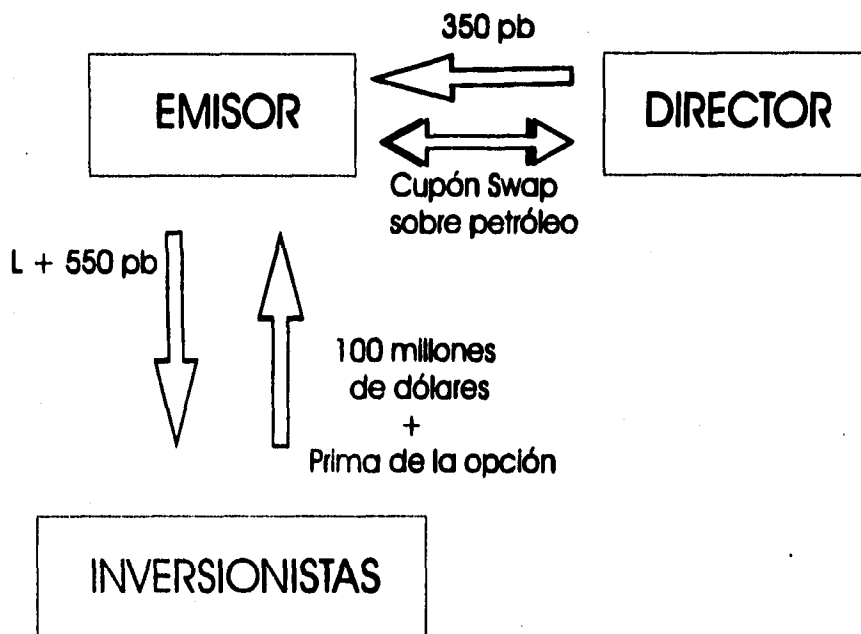 350 pb
EMISOR
DIRECTOR
Cupón Swap
sobre petróleo
L + 550 pb
100 millones
de dólares
+
Prima de la opción
INVERSIONISTAS